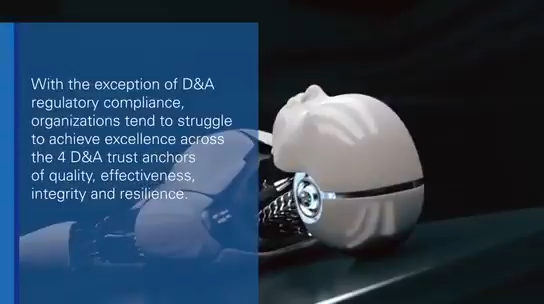 With the exception of D&A
regulatory compliance,
organizations tend to struggle
to achieve excellence across
the 4 D&A trust anchors
of quality, effectiveness,
integrity and resilience.